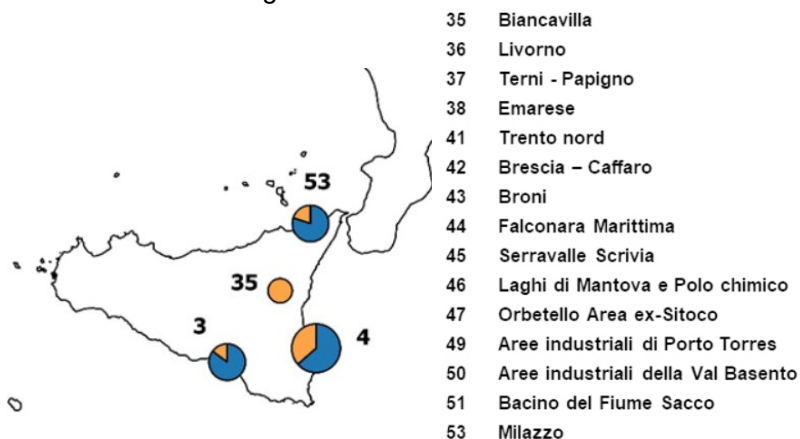 35 Biancavilla
36 Livorno
37 Terni - Papigno
38 Emarese
41 Trento nord
42 Brescia – Caffaro
43 Broni
44 Falconara Marittima
45 Serravalle Scrivia
46 Laghi di Mantova e Polo chimico
47 Orbetello Area ex-Sitoco
49 Aree industriali di Porto Torres
50 Aree industriali della Val Basento
51 Bacino del Fiume Sacco
53 Milazzo
53
35
3
4